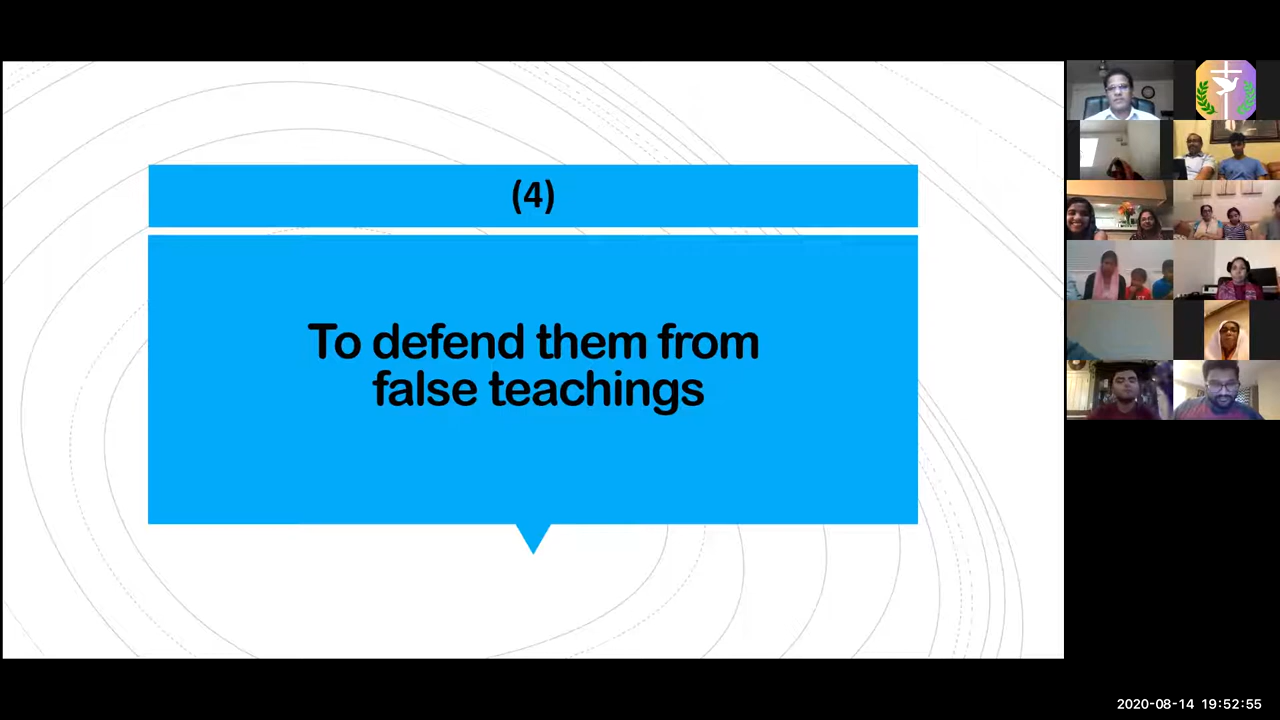 (4)
To defend them from
false teachings
2020-08-14 19:52:55